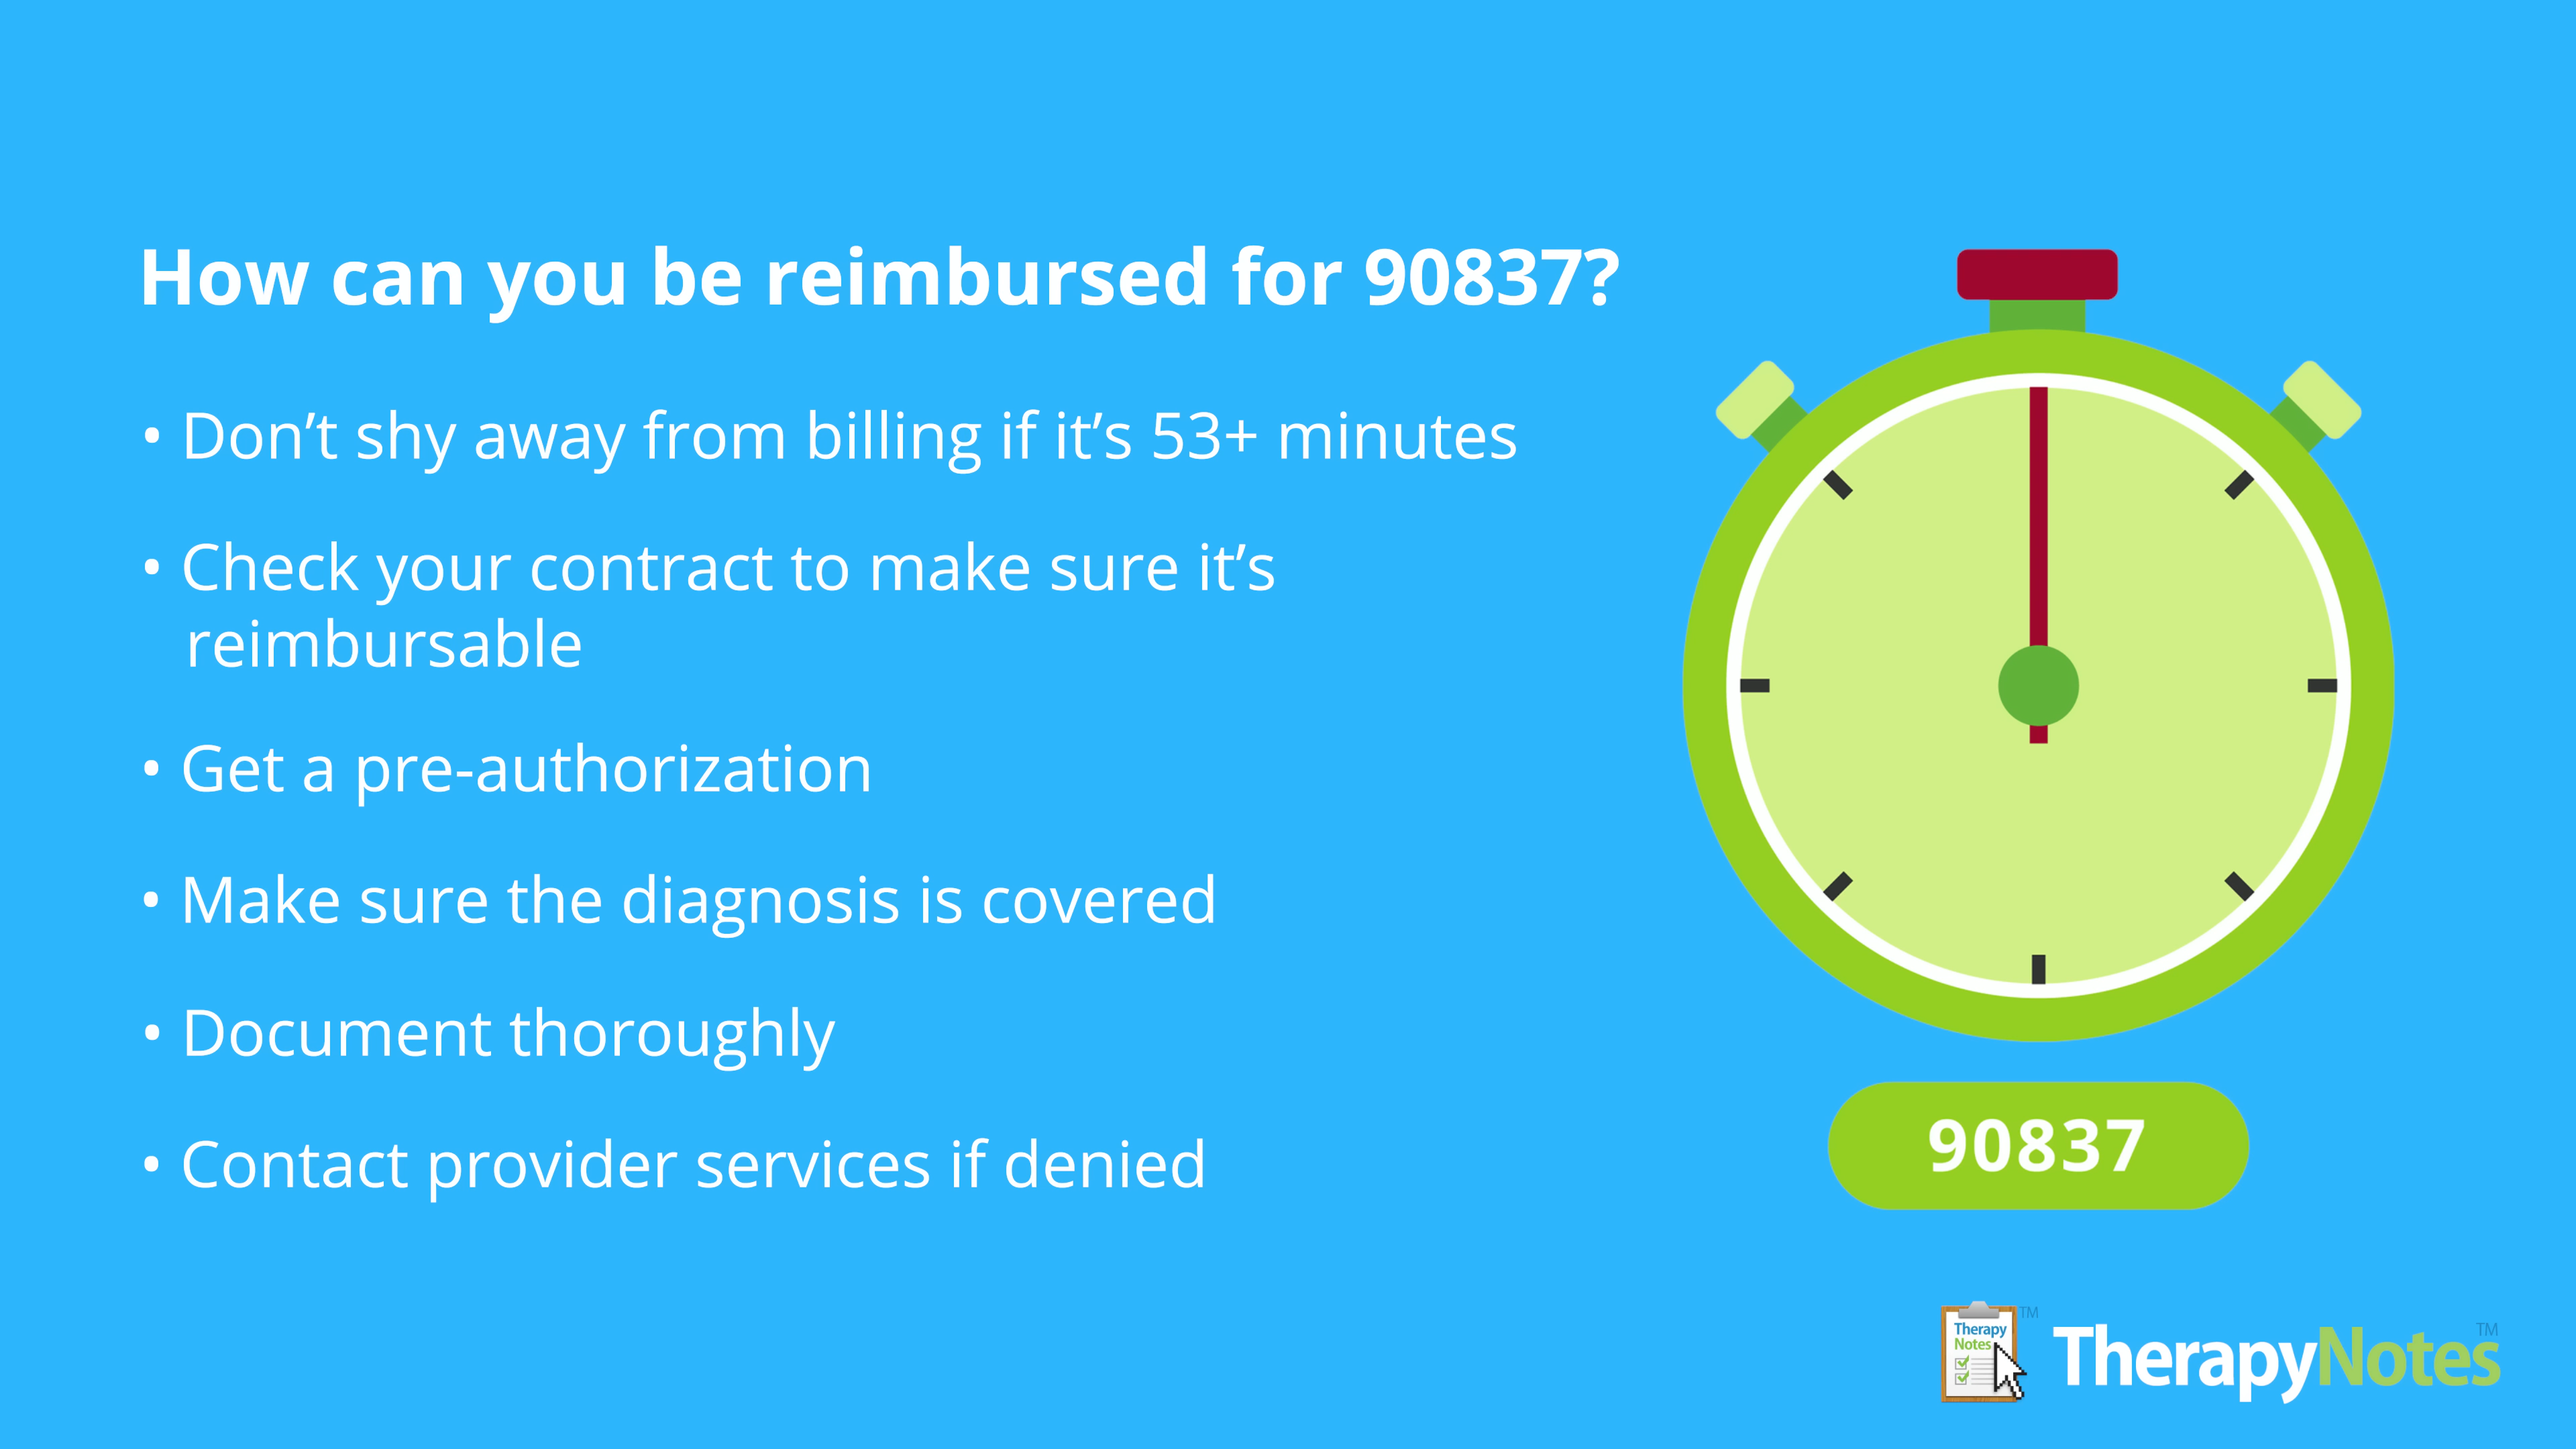 How can you be reimbursed for 90837?
• Don’t shy away from billing if it’s 53+ minutes
• Check your contract to make sure it’s
reimbursable
• Get a pre-authorization
• Make sure the diagnosis is covered
• Document thoroughly
• Contact provider services if denied
90837
Therapy
Notes
TM
TherapyNotes
TM